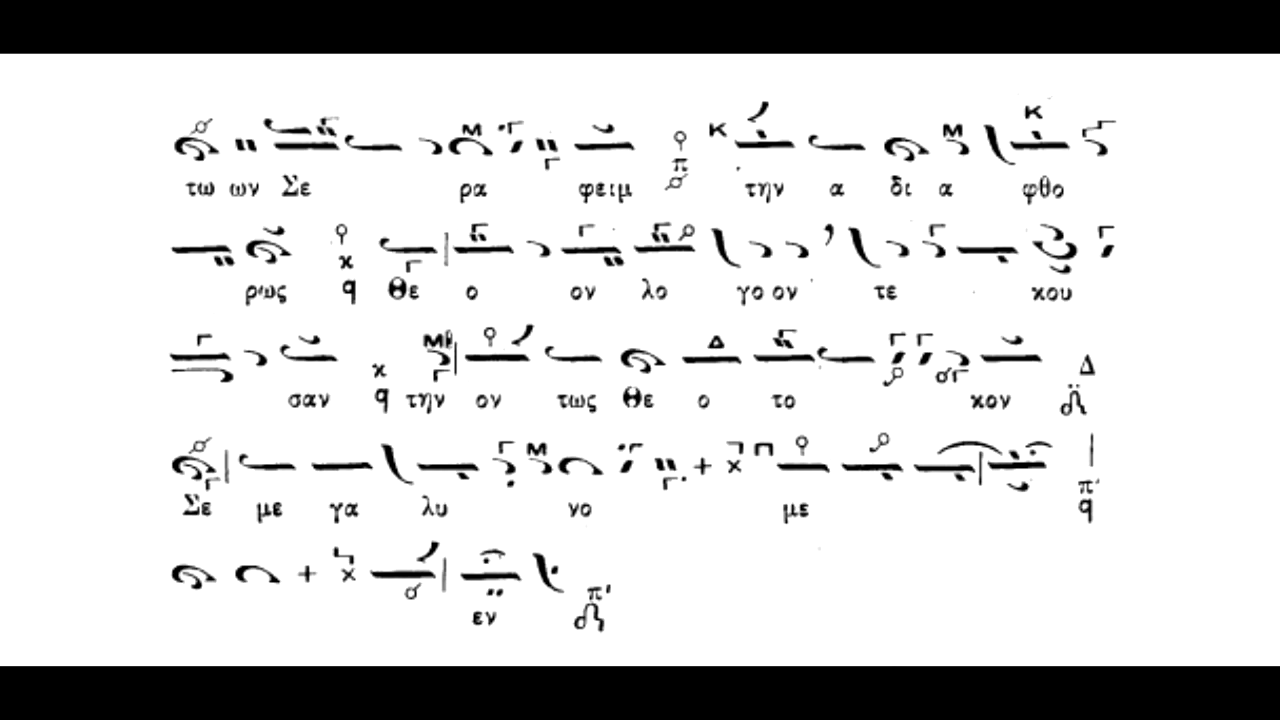 τω ων Σε ρα φειμ την α δι α φθο
ρως Θε ο ον λο γο ον τε κου
σαν την ον τως Θε ο το κον
Σε με γα λυ νο με
εν